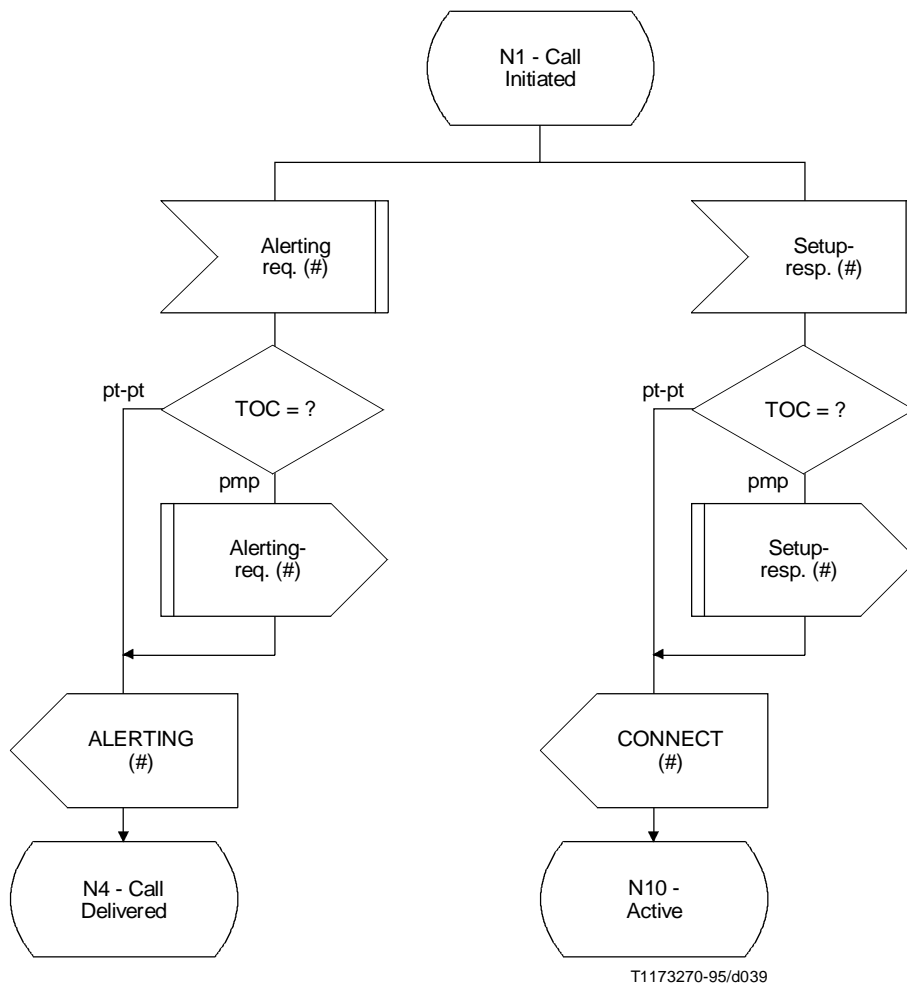 N1 - Call
Initiated
Alerting
req. (#)
Setup-
resp. (#)
pt-pt
TOC = ?
pt-pt
TOC = ?
pmp
pmp
Alerting-
req. (#)
Setup-
resp. (#)
ALERTING
(#)
CONNECT
(#)
N4 - Call
Delivered
N10 -
Active
T1173270-95/d039